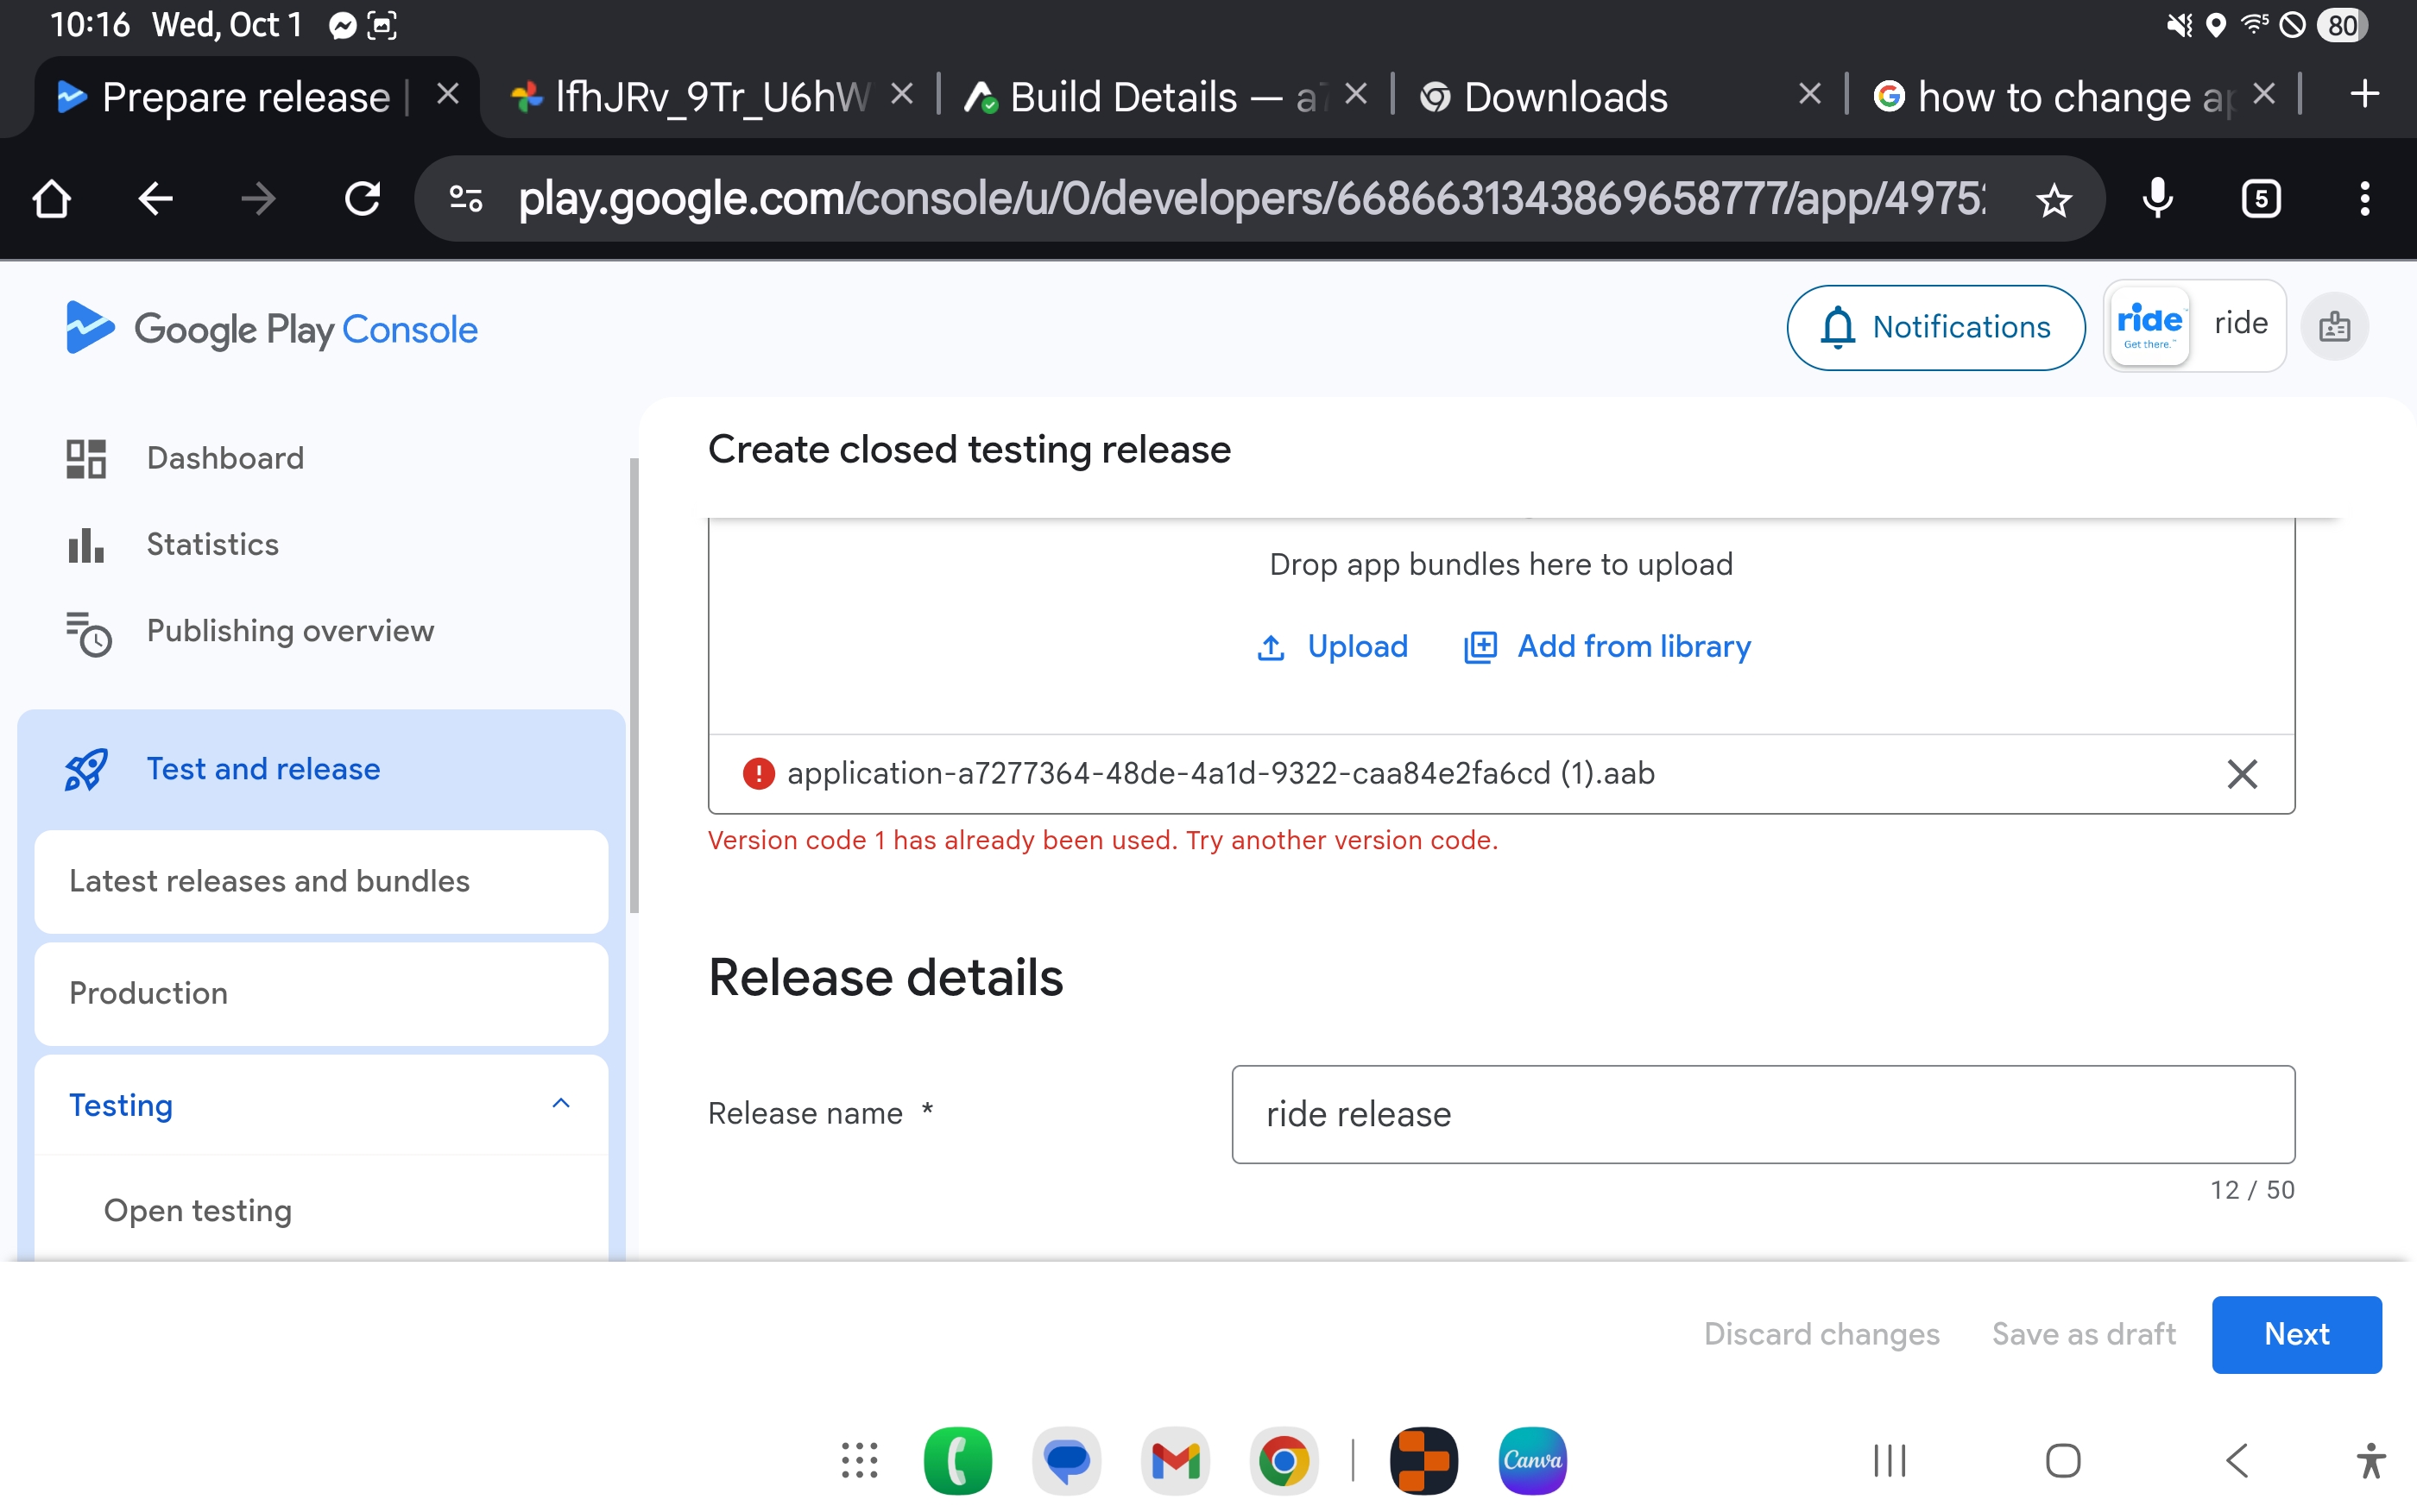 10:16 Wed, Oct 1
80
Prepare release
lfhJRv_9Tr_U6hW
Build Details — a7
Downloads
how to change ap
play.google.com/console/u/0/developers/6686631343869658777/app/4975
5
Google Play Console
Notifications
ride
Get there.
ride
Dashboard
Statistics
Publishing overview
Test and release
Latest releases and bundles
Production
Testing
Open testing
Create closed testing release
Drop app bundles here to upload
Upload
Add from library
application-a7277364-48de-4a1d-9322-caa84e2fa6cd (1).aab
Version code 1 has already been used. Try another version code.
Release details
Release name *
ride release
12 / 50
Discard changes
Save as draft
Next
Canva